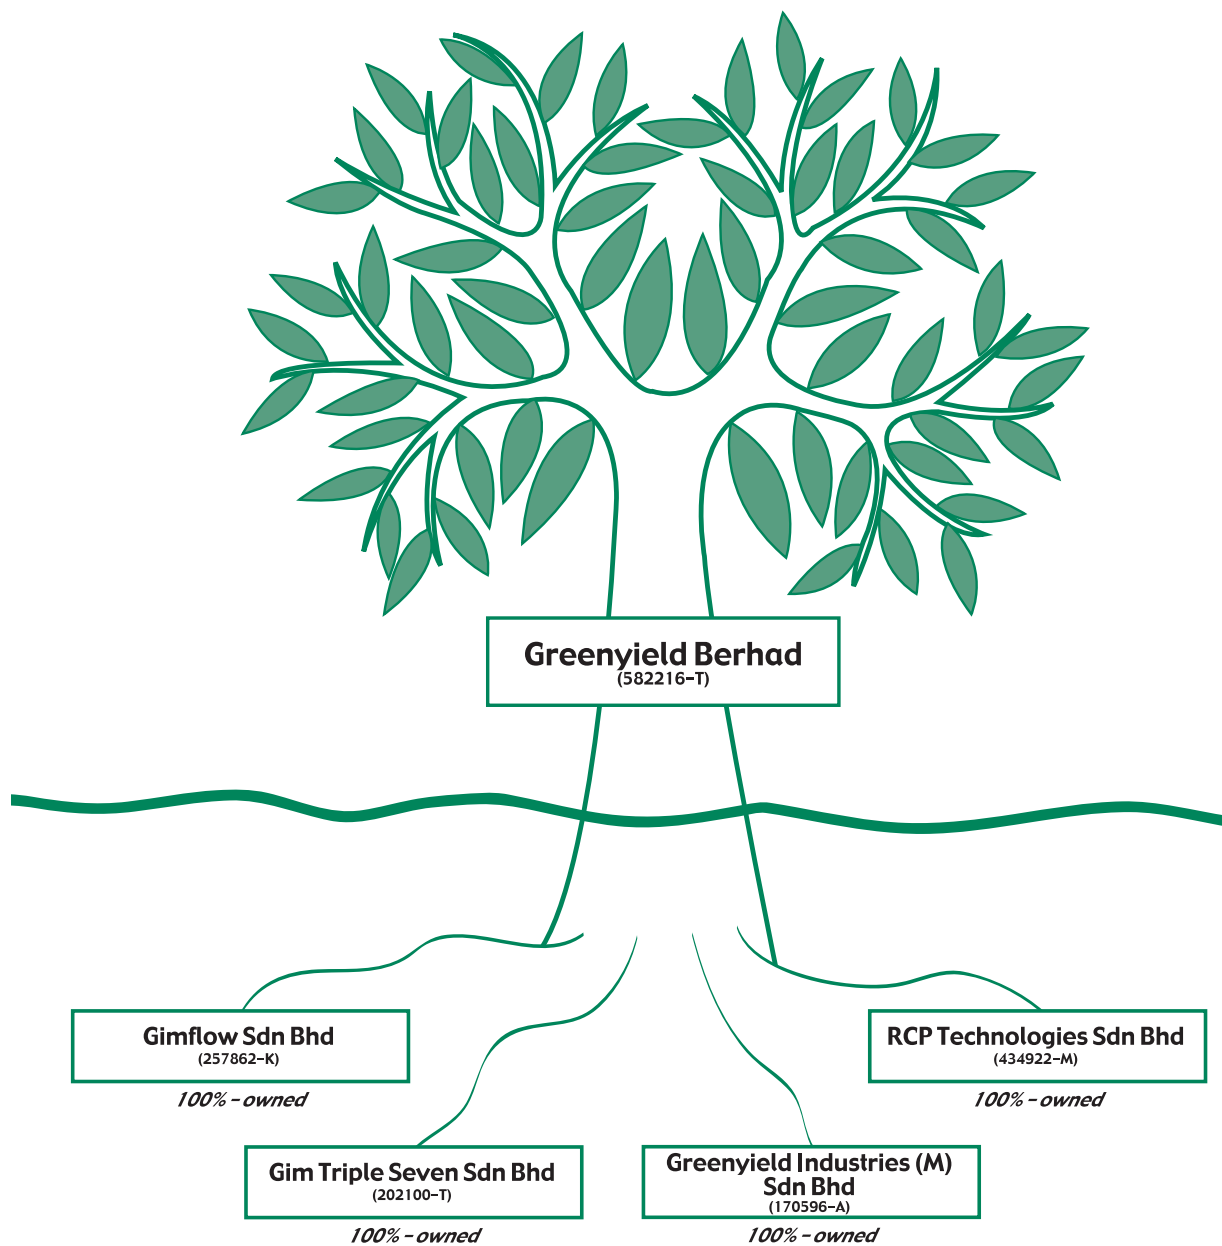 Greenyield Berhad
(582216-T)
Gimflow Sdn Bhd
(257862-K)
100% - owned
RCP Technologies Sdn Bhd
(434922-M)
100% - owned
Gim Triple Seven Sdn Bhd
(202100-T)
100% - owned
Greenyield Industries (M)
Sdn Bhd
(170596-A)
100% - owned